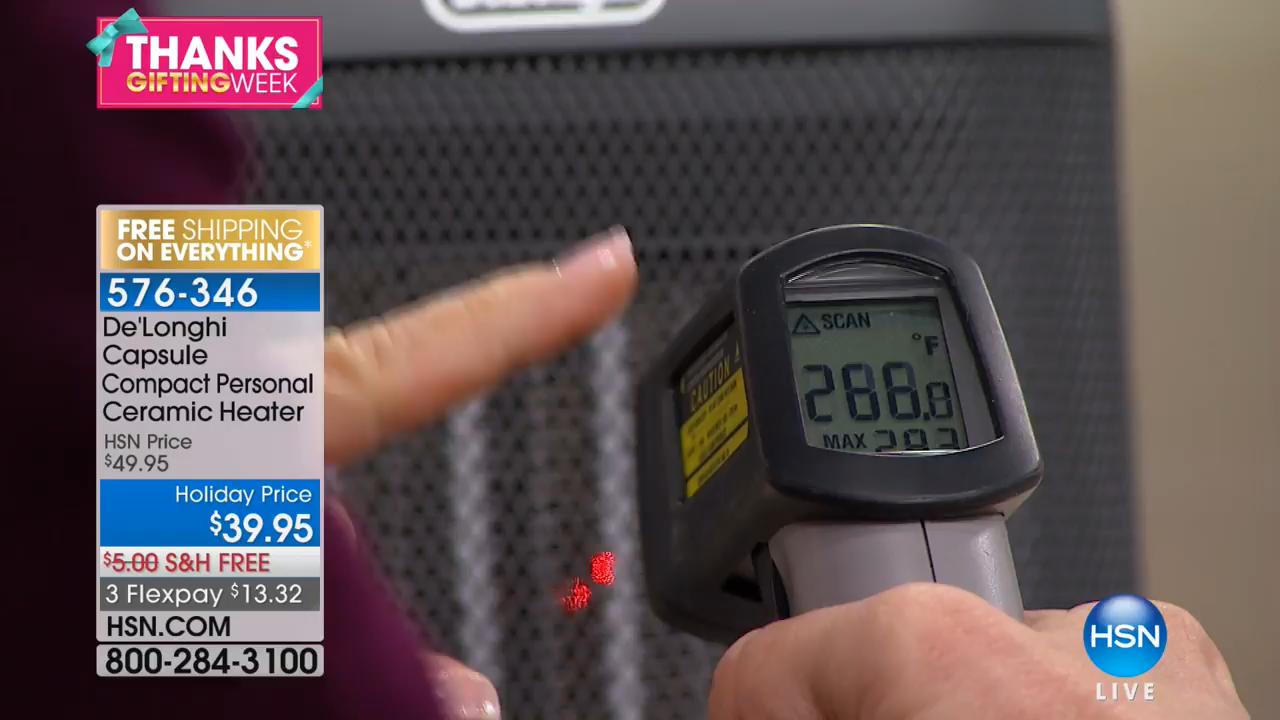 THANKS
GIFTINGWEEK
FREE SHIPPING
ON EVERYTHING*
576-346
De'Longhi
Capsule
Compact Personal
Ceramic Heater
HSN Price
$49.95
Holiday Price
$39.95
$5.00 S&H FREE
3 Flexpay $13.32
HSN.COM
800-284-3100
SCAN
°F
288.8
MAX 293
CAUTION
HSN
LIVE